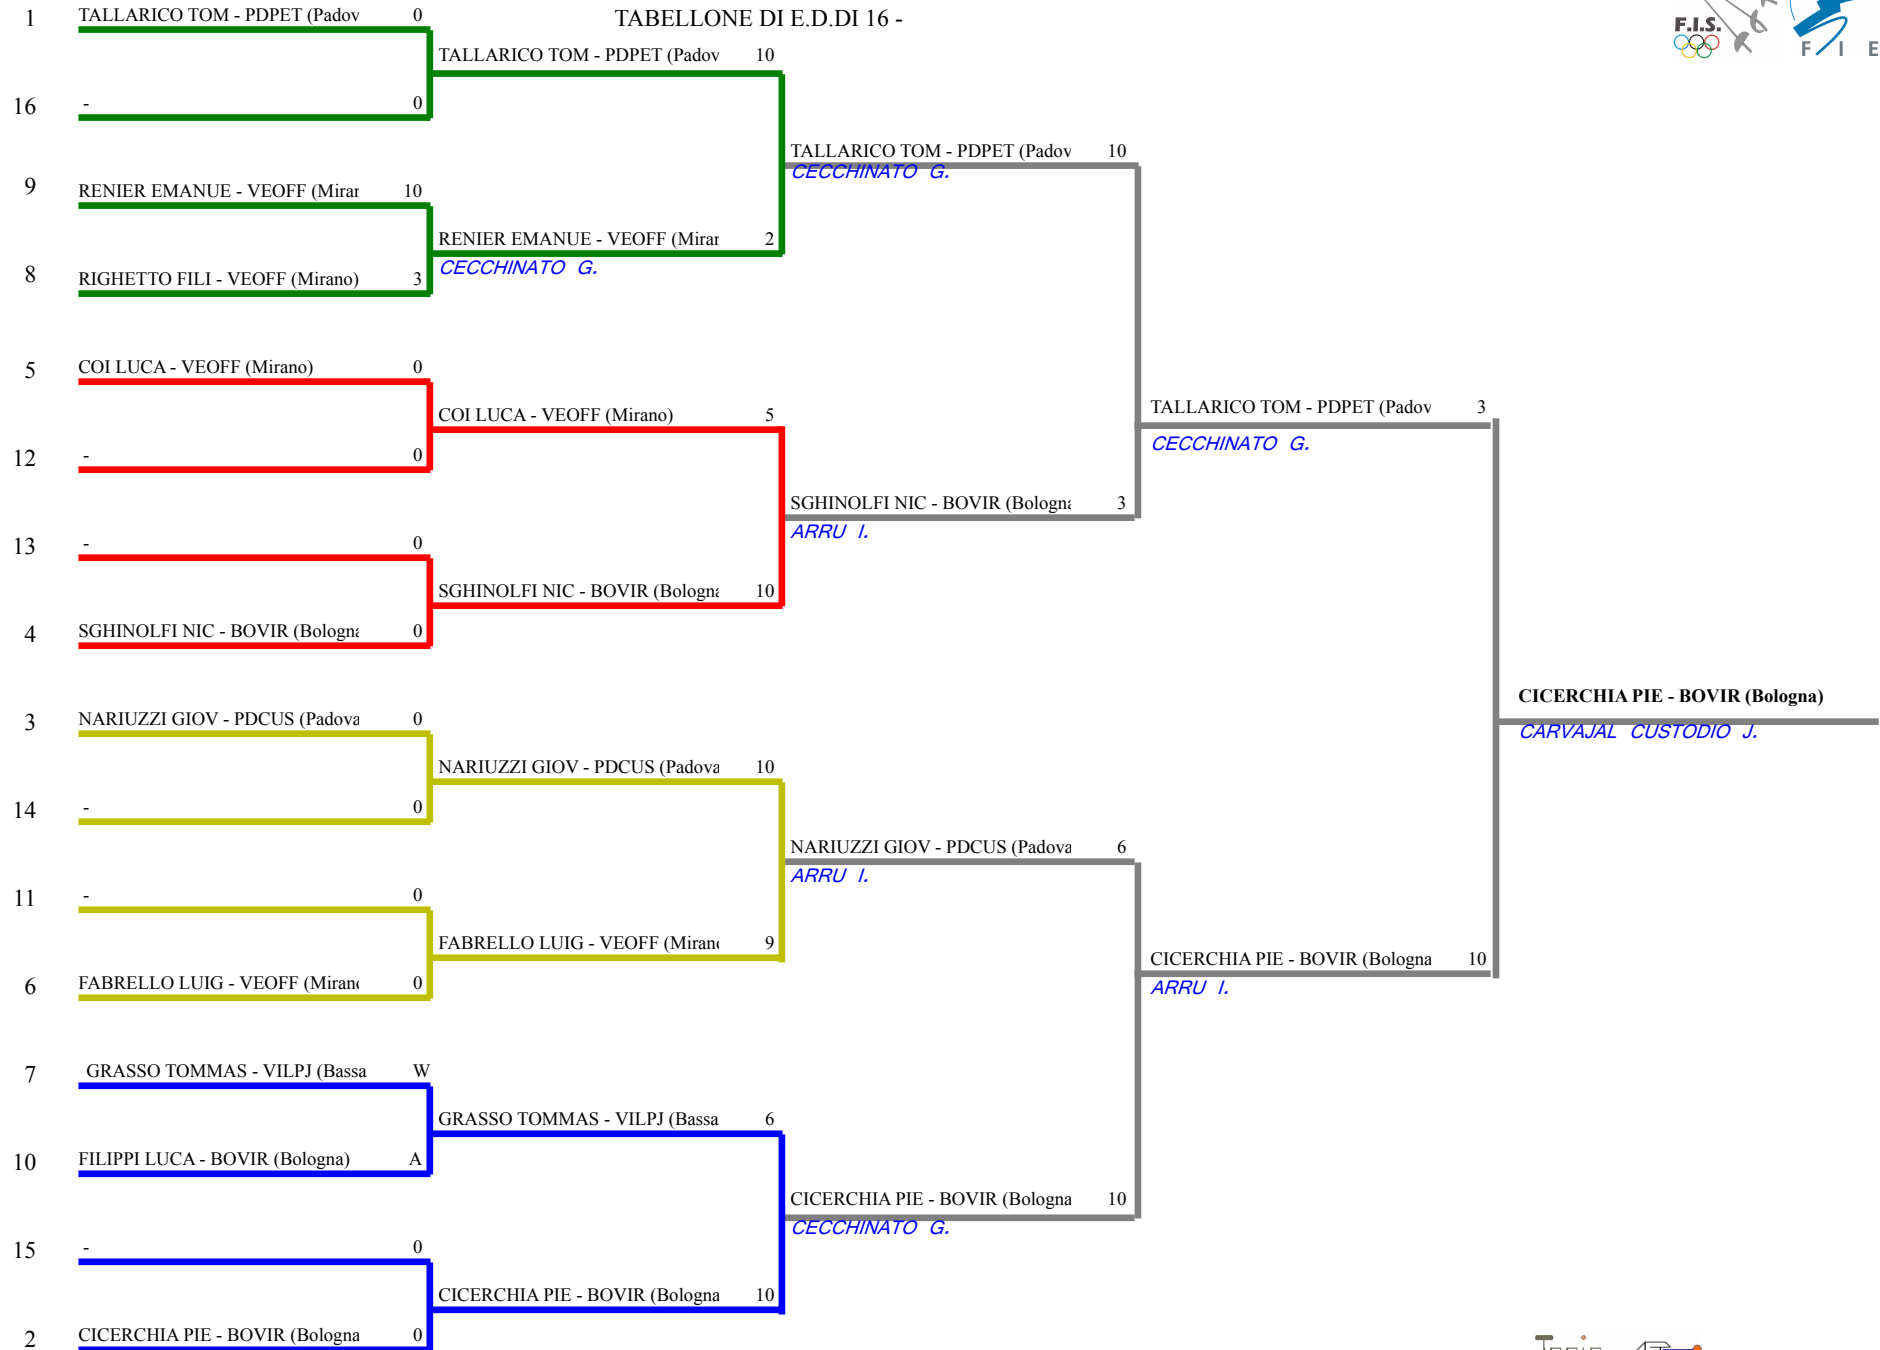 TABELLONE DI E.D.DI 16 -
F.I.S.
F I E
1 TALLARICO TOM - PDPET (Padov 0
TALLARICO TOM - PDPET (Padov 10
16 - 0
TALLARICO TOM - PDPET (Padov 10
CECCHINATO G.
9 RENIER EMANUE - VEOFF (Mirar 10
RENIER EMANUE - VEOFF (Mirar 2
CECCHINATO G.
8 RIGHETTO FILI - VEOFF (Mirano) 3
5 COI LUCA - VEOFF (Mirano) 0
COI LUCA - VEOFF (Mirano) 5
TALLARICO TOM - PDPET (Padov 3
CECCHINATO G.
12 - 0
SGHINOLFI NIC - BOVIR (Bologna 3
ARRU I.
13 - 0
SGHINOLFI NIC - BOVIR (Bologna 10
4 SGHINOLFI NIC - BOVIR (Bologna 0
CICERCHIA PIE - BOVIR (Bologna)
CARVAJAL CUSTODIO J.
3 NARIUZZI GIOV - PDCUS (Padova 0
NARIUZZI GIOV - PDCUS (Padova 10
14 - 0
NARIUZZI GIOV - PDCUS (Padova 6
ARRU I.
11 - 0
FABRELLO LUIG - VEOFF (Mirano 9
CICERCHIA PIE - BOVIR (Bologna 10
ARRU I.
6 FABRELLO LUIG - VEOFF (Mirano 0
7 GRASSO TOMMAS - VILPJ (Bassa W
GRASSO TOMMAS - VILPJ (Bassa 6
10 FILIPPI LUCA - BOVIR (Bologna) A
CICERCHIA PIE - BOVIR (Bologna 10
CECCHINATO G.
15 - 0
CICERCHIA PIE - BOVIR (Bologna 10
2 CICERCHIA PIE - BOVIR (Bologna 0